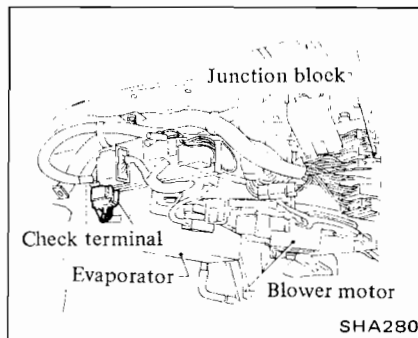 Junction block
Check terminal
Evaporator
Blower motor
SHA280